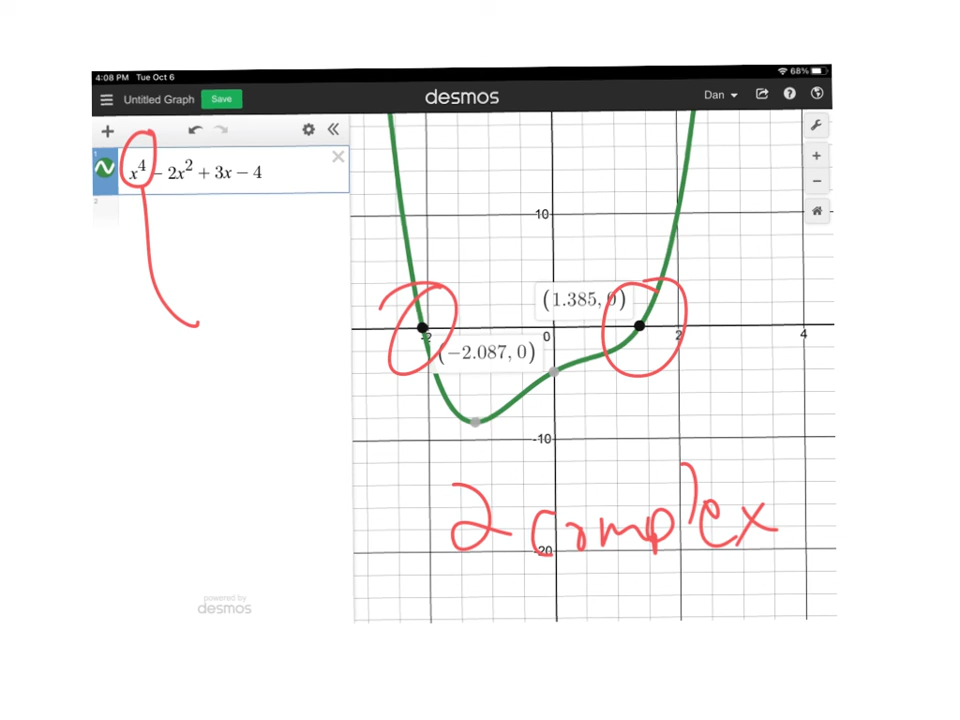 4:08 PM Tue Oct 6
68%
Untitled Graph Save
desmos
Dan
1
x⁴ − 2x² + 3x − 4
2
10
(1.385, 0)
-2
0
2
4
(−2.087, 0)
-10
2 complex
-20
powered by
desmos